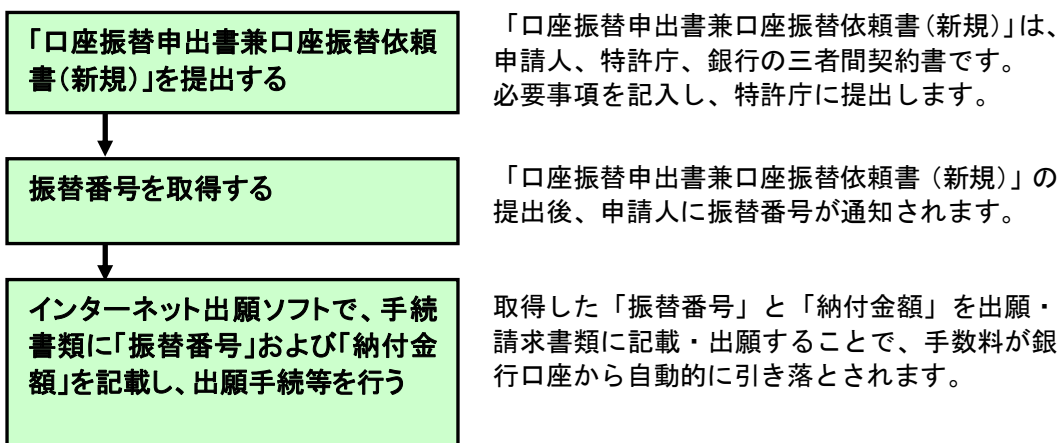 「口座振替申出書兼口座振替依頼
書(新規)」を提出する
「口座振替申出書兼口座振替依頼書(新規)」は、
申請人、特許庁、銀行の三者間契約書です。
必要事項を記入し、特許庁に提出します。
振替番号を取得する
「口座振替申出書兼口座振替依頼書(新規)」の
提出後、申請人に振替番号が通知されます。
インターネット出願ソフトで、手続
書類に「振替番号」および「納付金
額」を記載し、出願手続等を行う
取得した「振替番号」と「納付金額」を出願・
請求書類に記載・出願することで、手数料が銀
行口座から自動的に引き落とされます。